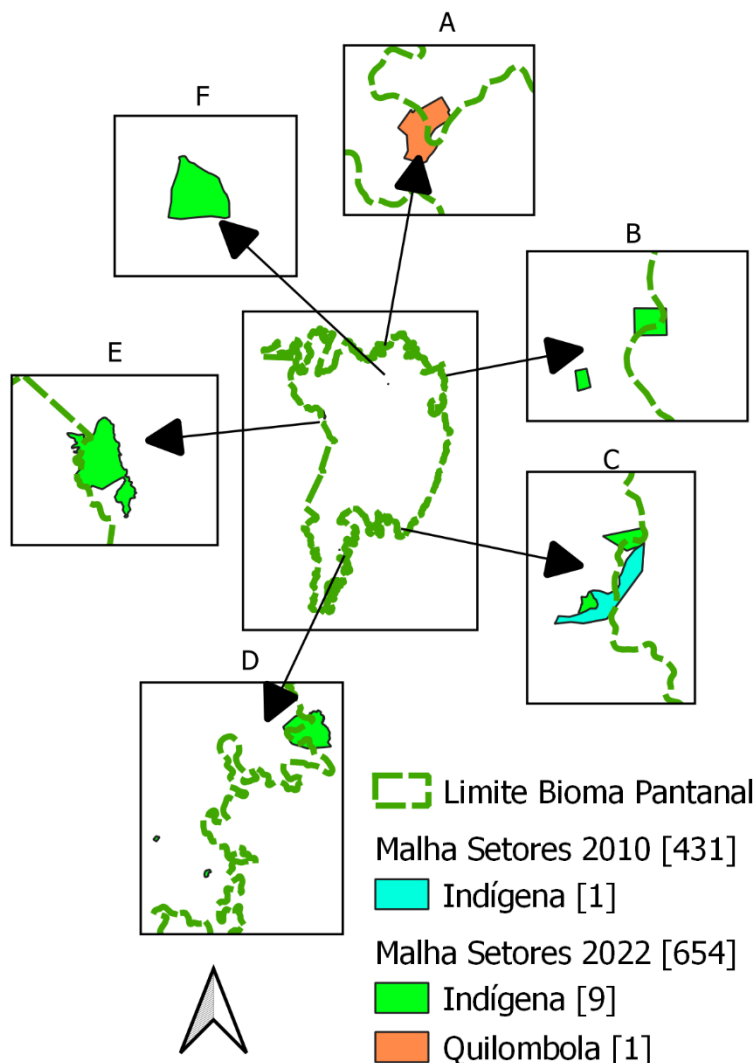 A
F
B
E
C
D
Limite Bioma Pantanal
Malha Setores 2010 [431]
Indígena [1]
Malha Setores 2022 [654]
Indígena [9]
Quilombola [1]